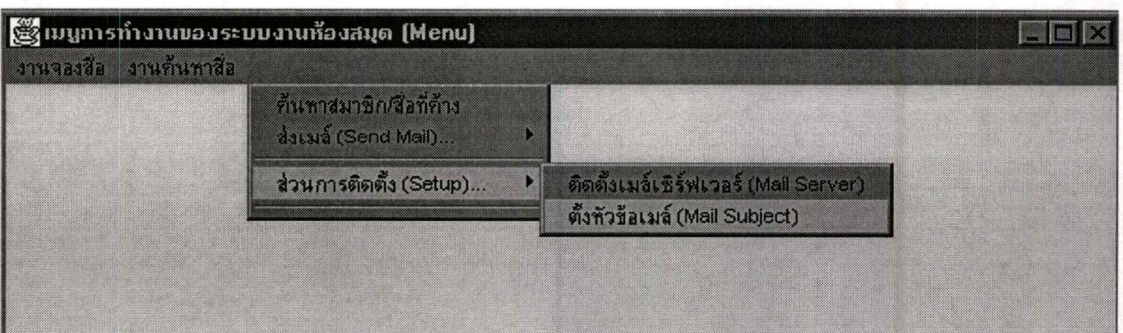 เมนูการทำงานของระบบงานห้องสมุด (Menu)
งานจองสื่อ งานค้นหาสื่อ
ค้นหาสมาชิก/สื่อที่ค้าง
ส่งเมล์ (Send Mail)...
ส่วนการติดตั้ง (Setup)...
ติดตั้งเมล์เซิร์ฟเวอร์ (Mail Server)
ตั้งหัวข้อเมล์ (Mail Subject)